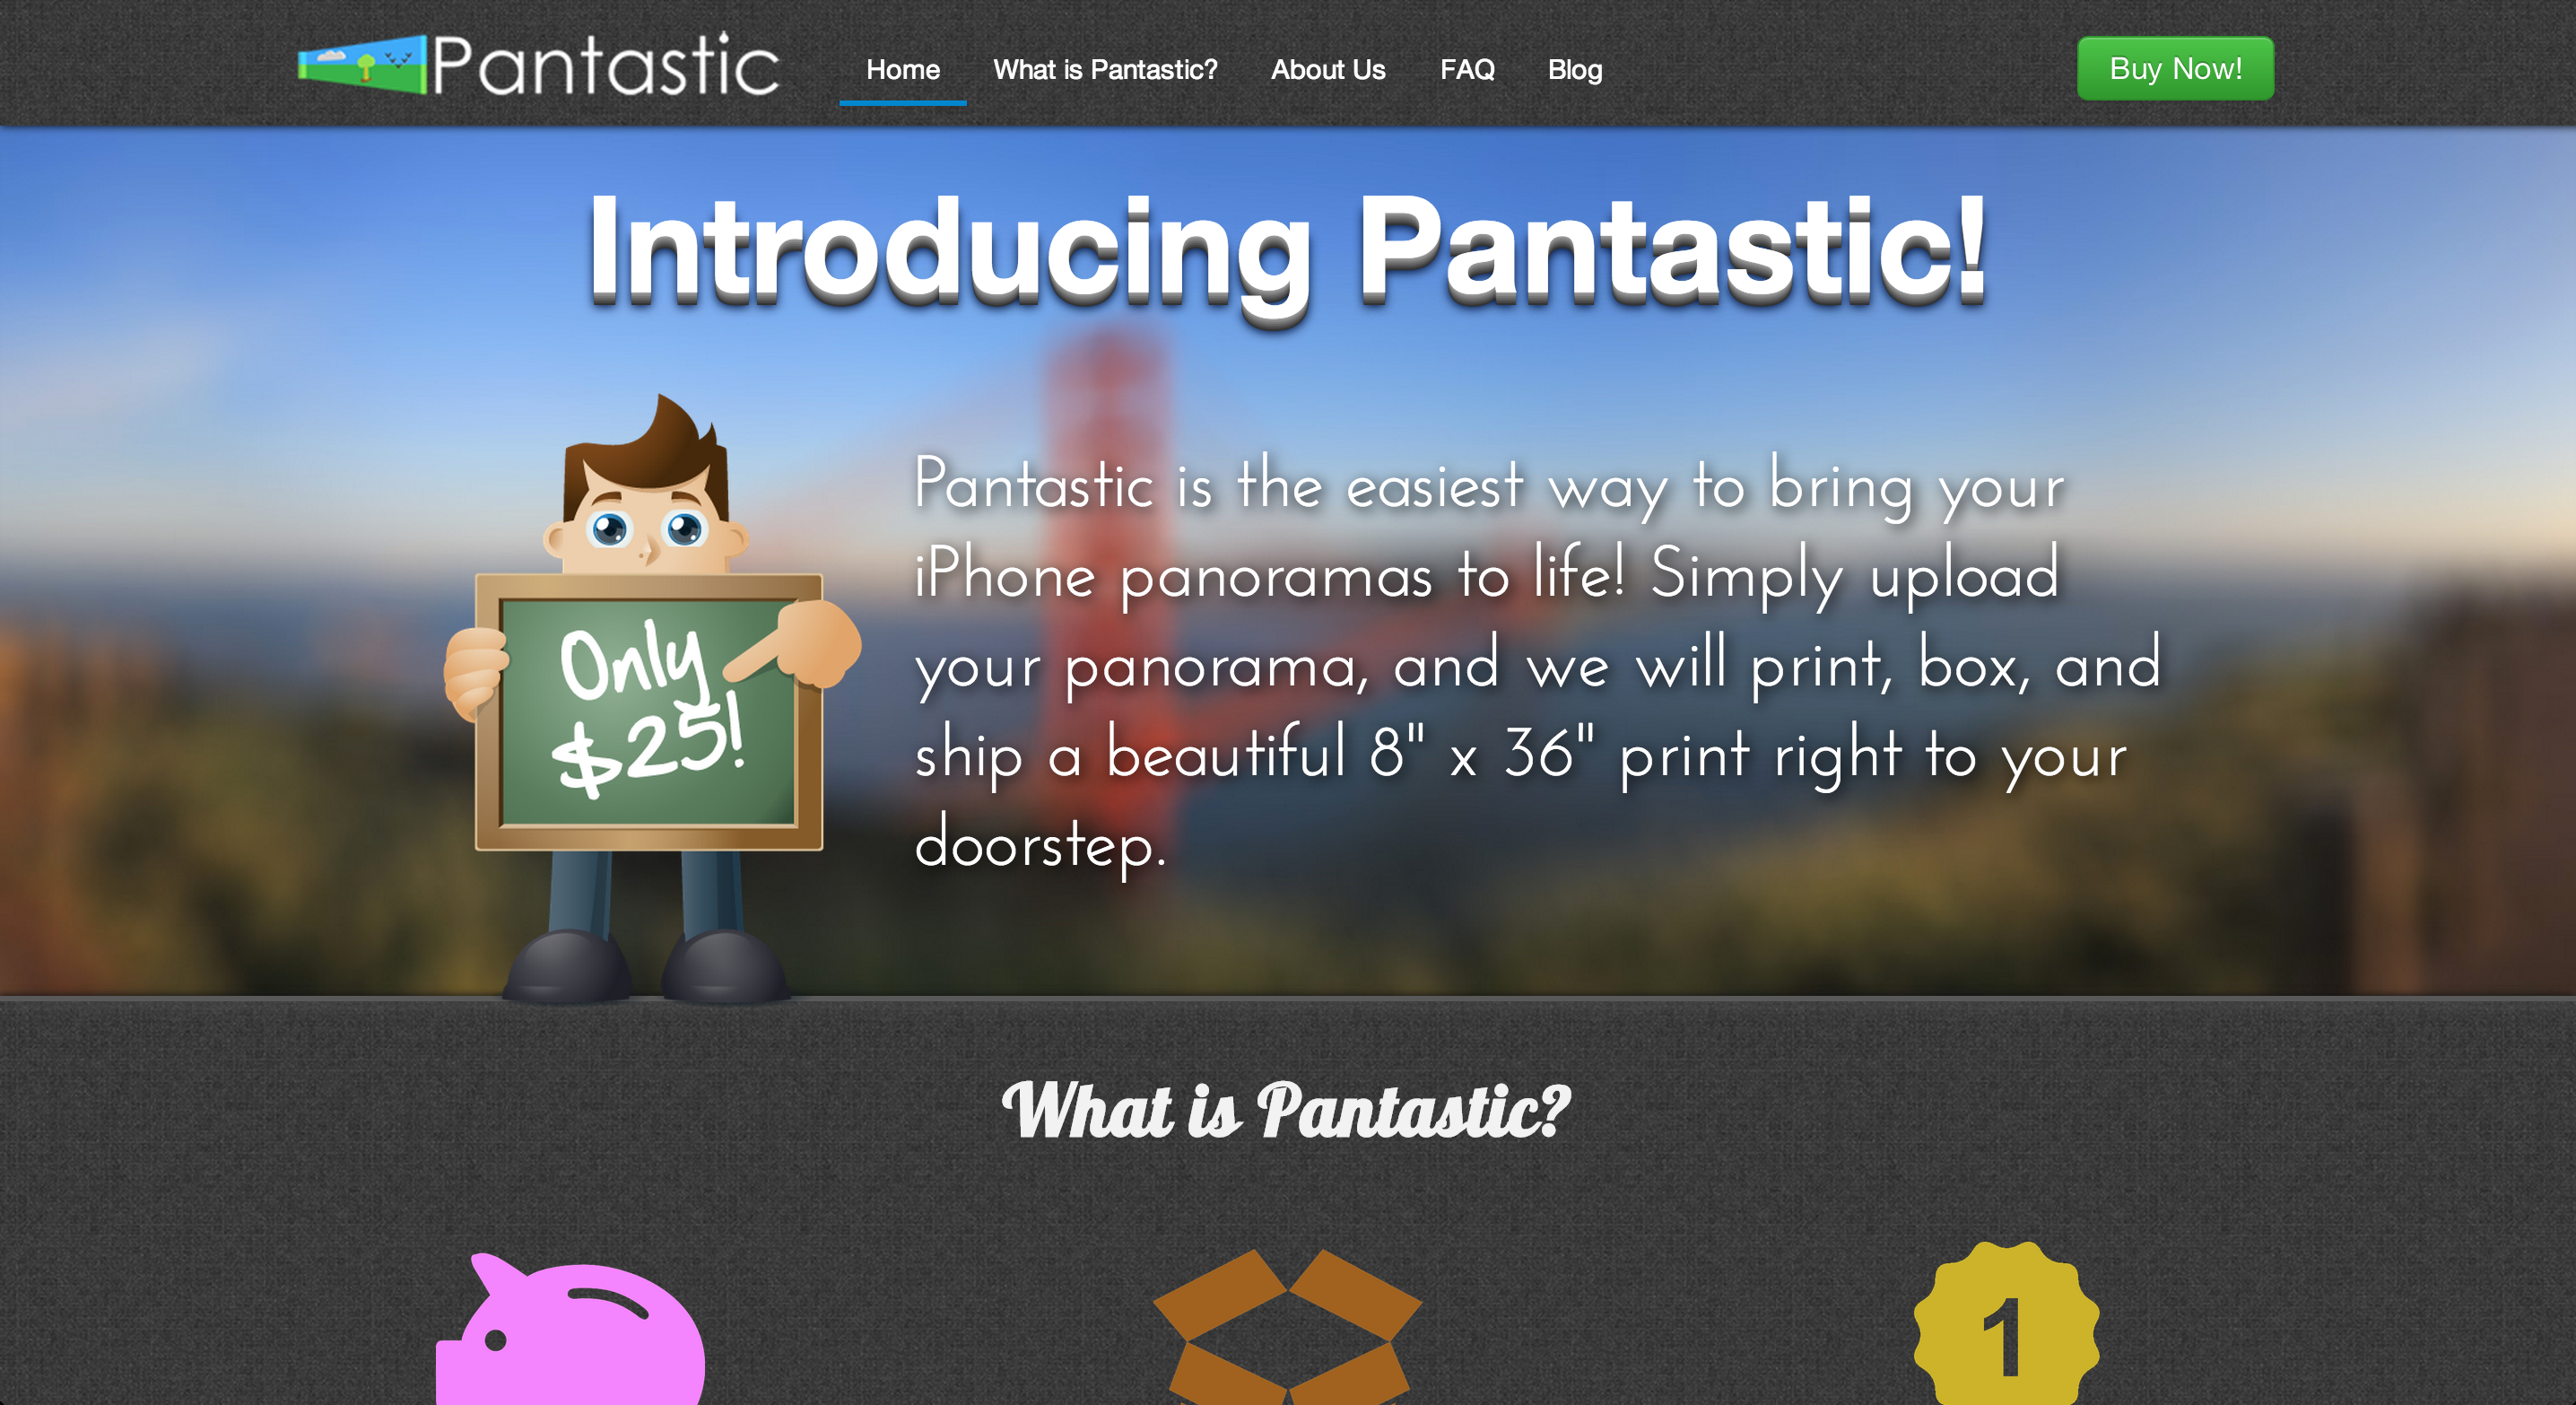 Pantastic
Home
What is Pantastic?
About Us
FAQ
Blog
Buy Now!
Introducing Pantastic!
Only
$25!
Pantastic is the easiest way to bring your
iPhone panoramas to life! Simply upload
your panorama, and we will print, box, and
ship a beautiful 8" x 36" print right to your
doorstep.
What is Pantastic?
1